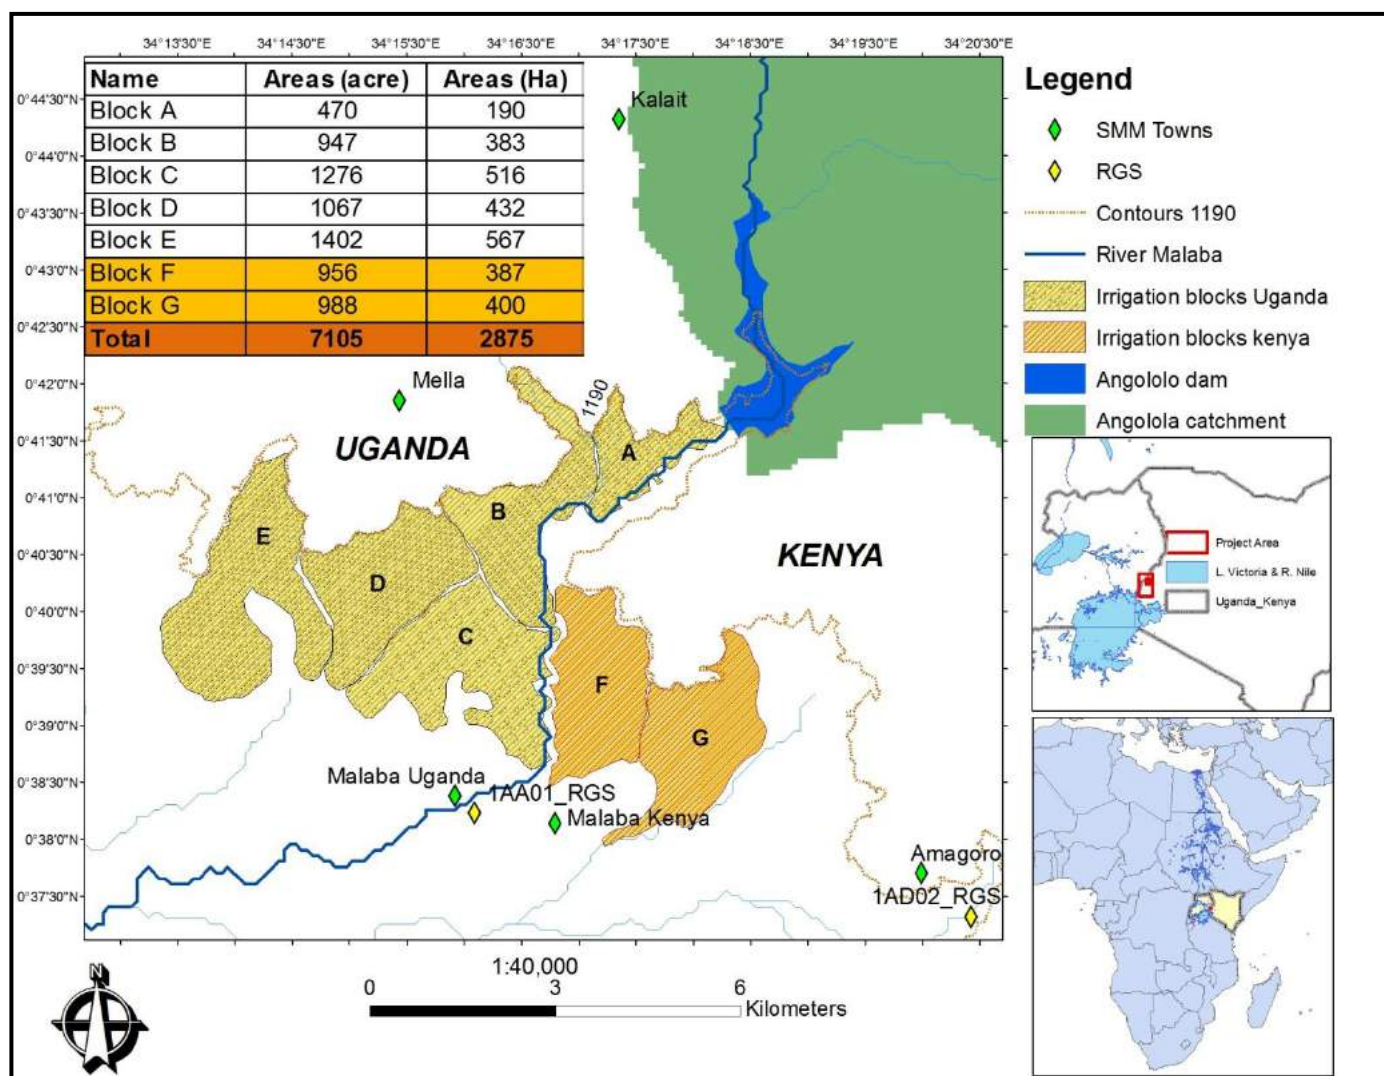 34°13'30"E 34°14'30"E 34°15'30"E 34°16'30"E 34°17'30"E 34°18'30"E 34°19'30"E 34°20'30"E
Name Areas (acre) Areas (Ha)
Block A 470 190
Block B 947 383
Block C 1276 516
Block D 1067 432
Block E 1402 567
Block F 956 387
Block G 988 400
Total 7105 2875
0°44'30"N
0°44'0"N
0°43'30"N
0°43'0"N
0°42'30"N
0°42'0"N
0°41'30"N
0°41'0"N
0°40'30"N
0°40'0"N
0°39'30"N
0°39'0"N
0°38'30"N
0°38'0"N
0°37'30"N
Kalait
Mella
1190
UGANDA
A
B
E
KENYA
D
C
F
G
Malaba Uganda
1AA01_RGS
Malaba Kenya
Amagoro
1AD02_RGS
Legend
SMM Towns
RGS
Contours 1190
River Malaba
Irrigation blocks Uganda
Irrigation blocks kenya
Angololo dam
Angolola catchment
Project Area
L. Victoria & R. Nile
Uganda_Kenya
N
1:40,000
0 3 6
Kilometers